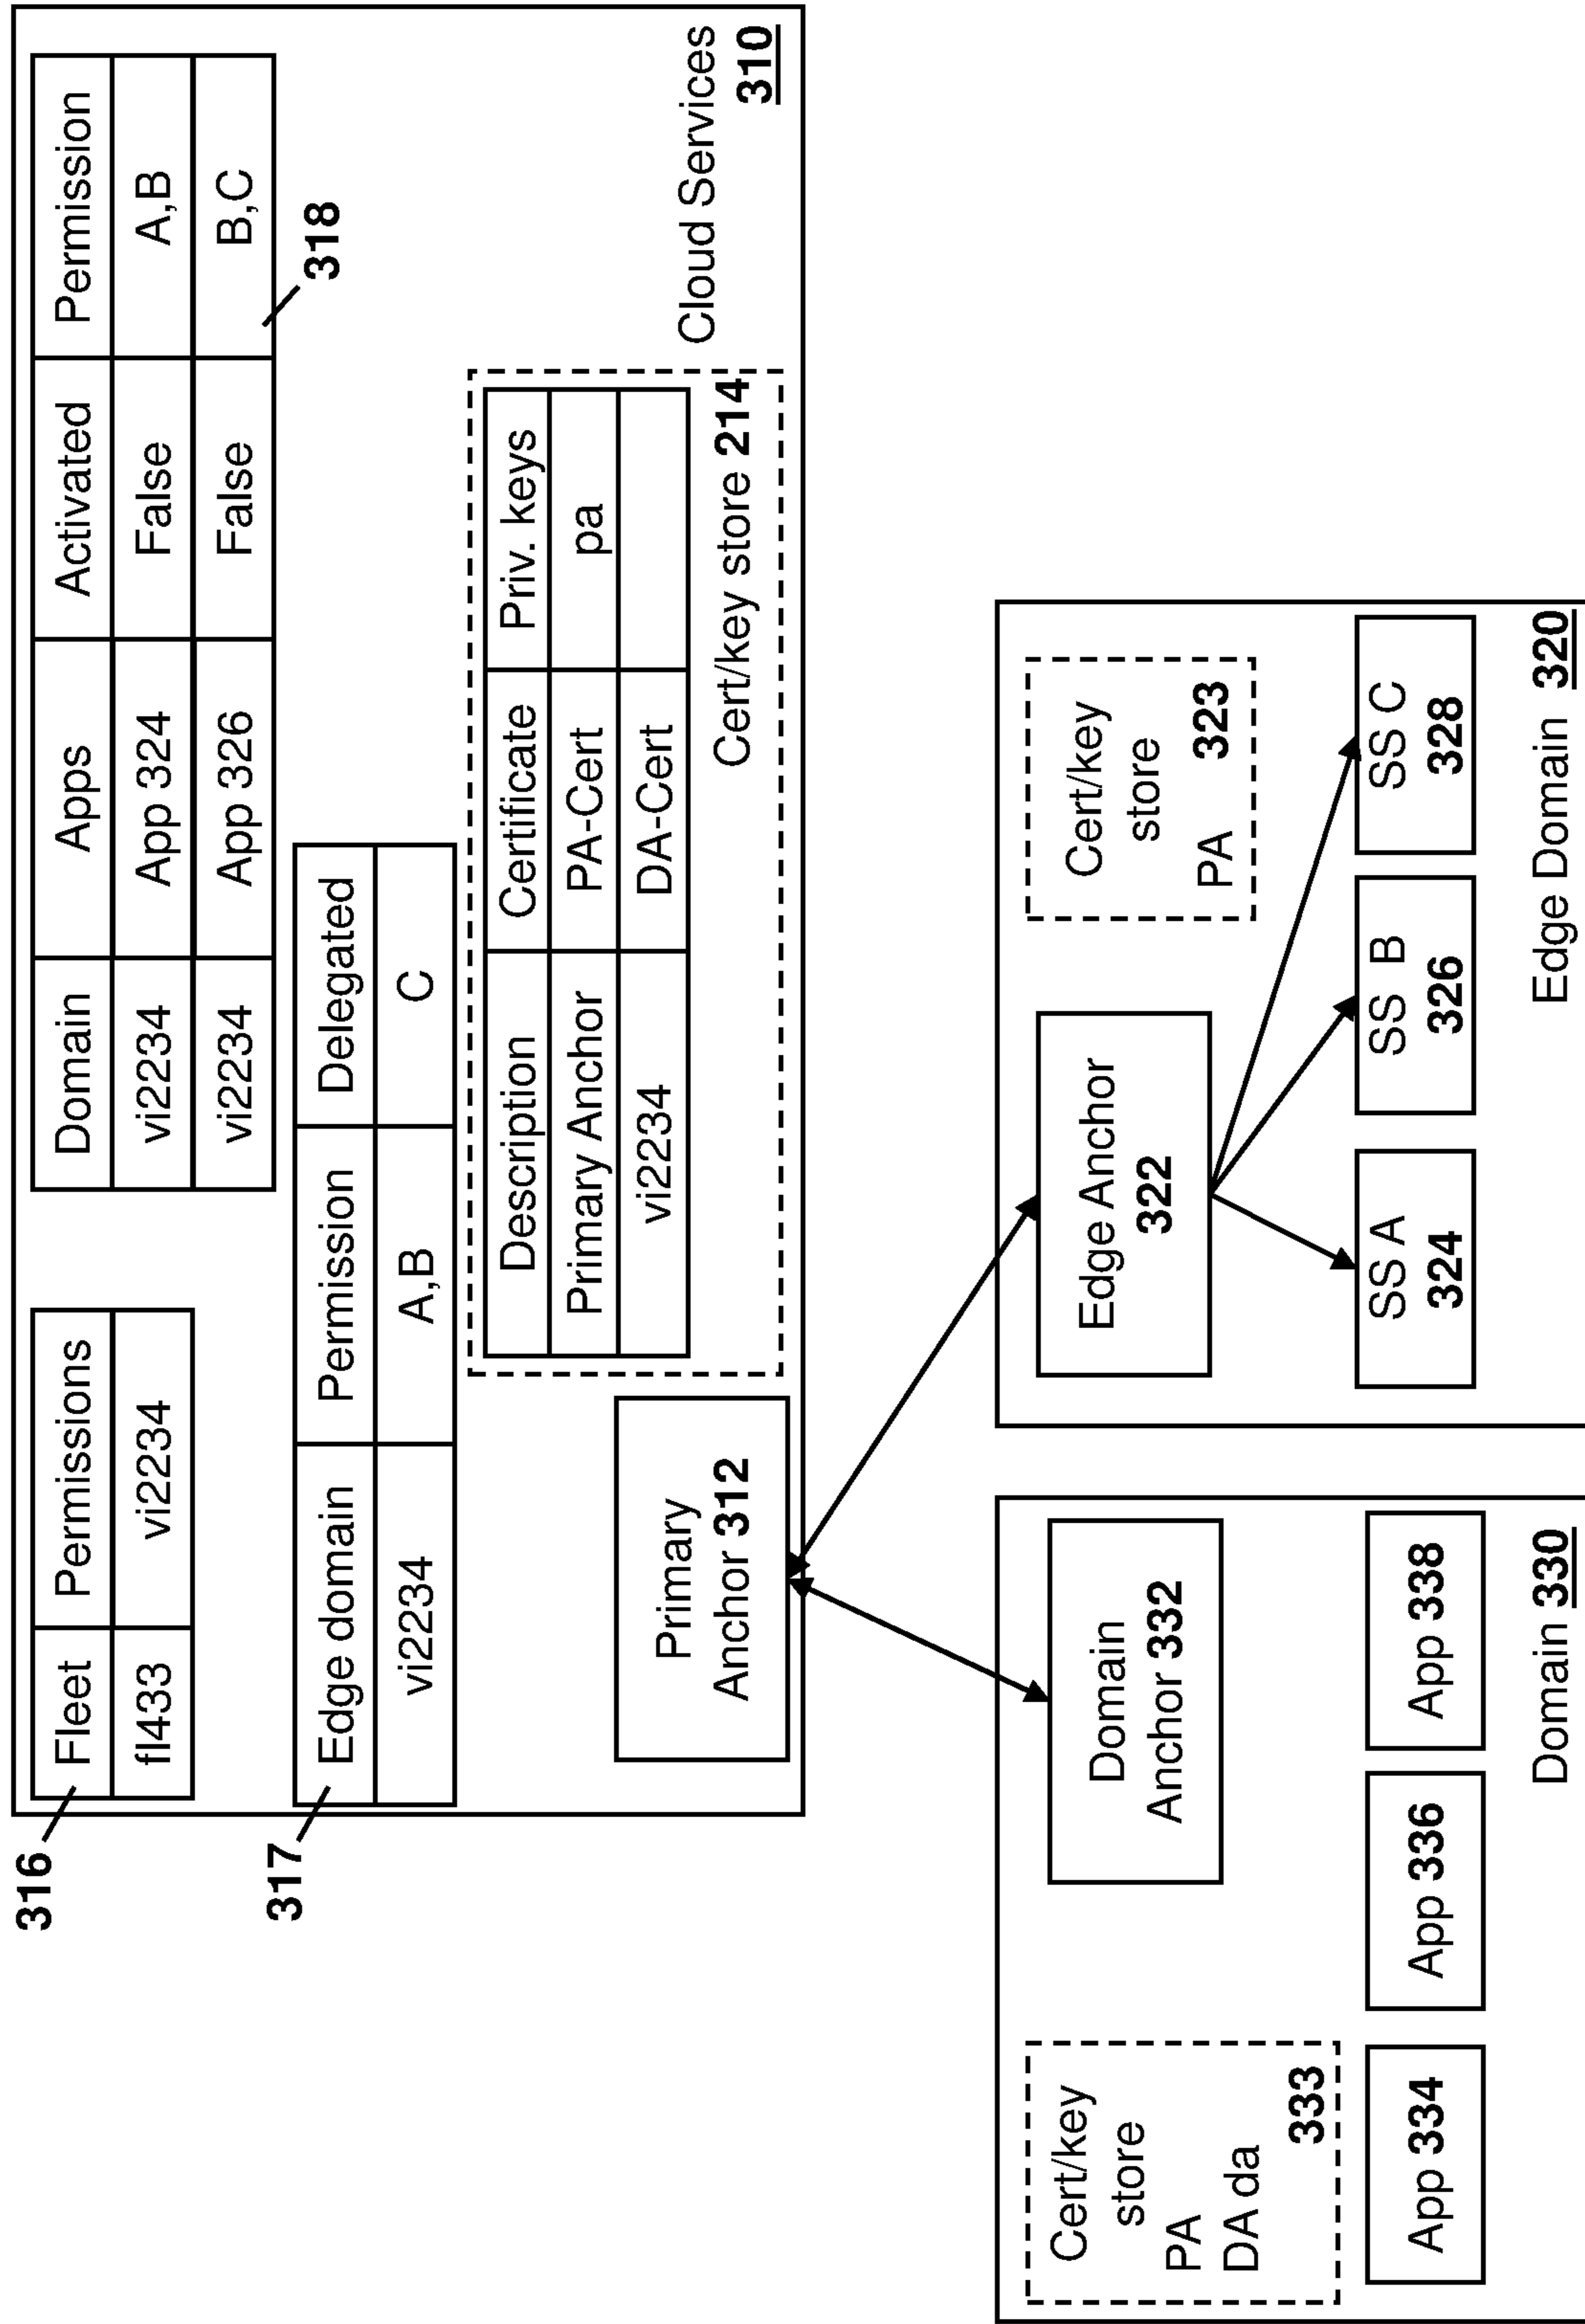 316
Fleet Permissions
fl433 vi2234
Domain Apps Activated Permission
vi2234 App 324 False A,B
vi2234 App 326 False B,C
318
317
Edge domain Permission Delegated
vi2234 A,B C
Description Certificate Priv. keys
Primary Anchor PA-Cert pa
vi2234 DA-Cert
Cert/key store 214
Primary
Anchor 312
Cloud Services
310
Cert/key
store
PA
DA da
333
Domain
Anchor 332
App 334
App 336
App 338
Domain 330
Edge Anchor
322
Cert/key
store
PA 323
SS A
324
SS B
326
SS C
328
Edge Domain 320